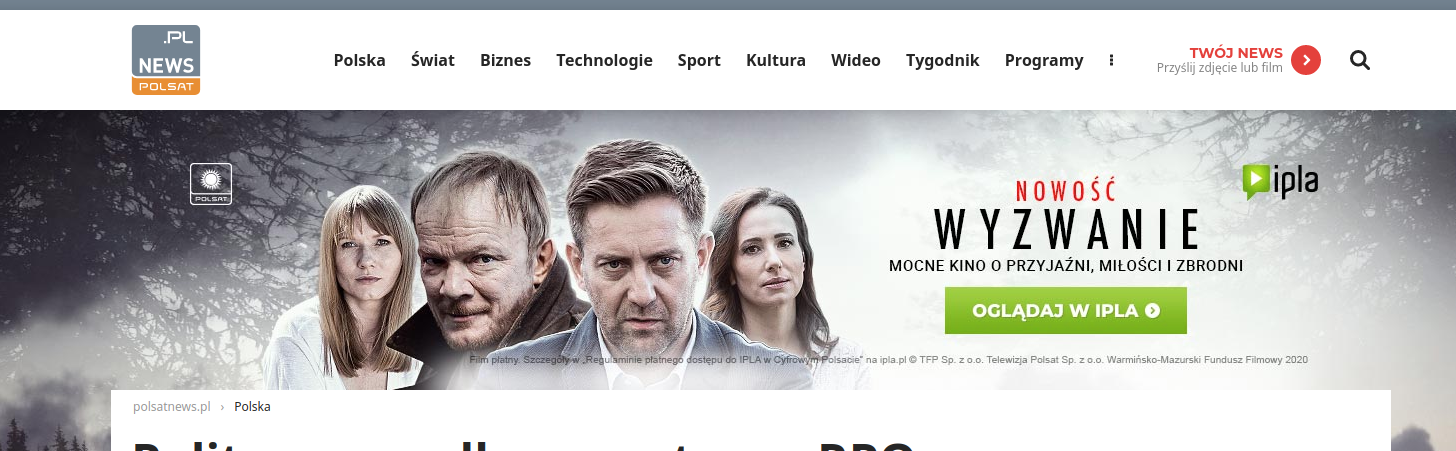 .PL
NEWS
POLSAT
Polska Świat Biznes Technologie Sport Kultura Wideo Tygodnik Programy
TWÓJ NEWS
Przyślij zdjęcie lub film
POLSAT
ipla
NOWOŚĆ
WYZWANIE
MOCNE KINO O PRZYJAŹNI, MIŁOŚCI I ZBRODNI
OGLĄDAJ W IPLA
Film płatny. Szczegóły w „Regulaminie płatnego dostępu do IPLA w Cyfrowym Polsacie" na ipla.pl © TFP Sp. z o.o. Telewizja Polsat Sp. z o.o. Warmińsko-Mazurski Fundusz Filmowy 2020
polsatnews.pl › Polska